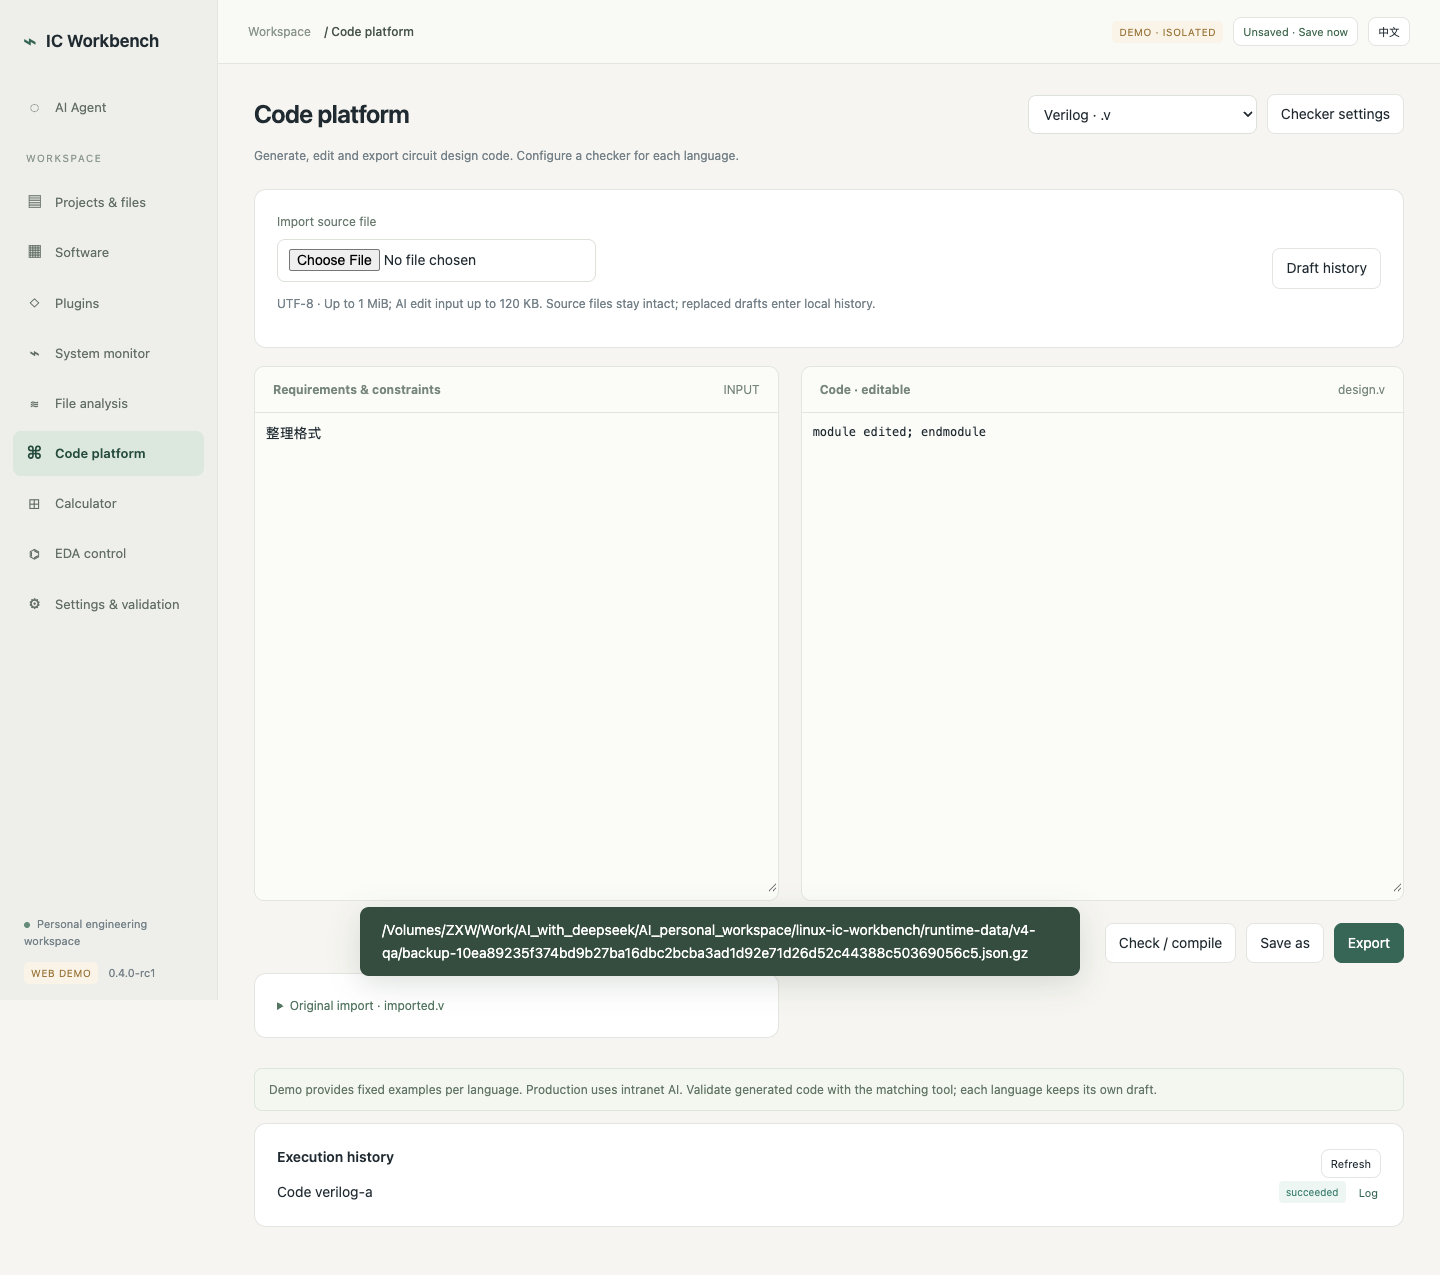 IC Workbench
AI Agent
WORKSPACE
Projects & files
Software
Plugins
System monitor
File analysis
Code platform
Calculator
EDA control
Settings & validation
Personal engineering
workspace
WEB DEMO 0.4.0-rc1
Workspace / Code platform
DEMO · ISOLATED
Unsaved · Save now
中文
Code platform
Verilog · .v
Checker settings
Generate, edit and export circuit design code. Configure a checker for each language.
Import source file
Choose File No file chosen
Draft history
UTF-8 · Up to 1 MiB; AI edit input up to 120 KB. Source files stay intact; replaced drafts enter local history.
Requirements & constraints INPUT
整理格式
Code · editable design.v
module edited; endmodule
/Volumes/ZXW/Work/AI_with_deepseek/AI_personal_workspace/linux-ic-workbench/runtime-data/v4-
qa/backup-10ea89235f374bd9b27ba16dbc2bcba3ad1d92e71d26d52c44388c50369056c5.json.gz
Check / compile
Save as
Export
Original import · imported.v
Demo provides fixed examples per language. Production uses intranet AI. Validate generated code with the matching tool; each language keeps its own draft.
Execution history
Refresh
Code verilog-a
succeeded Log